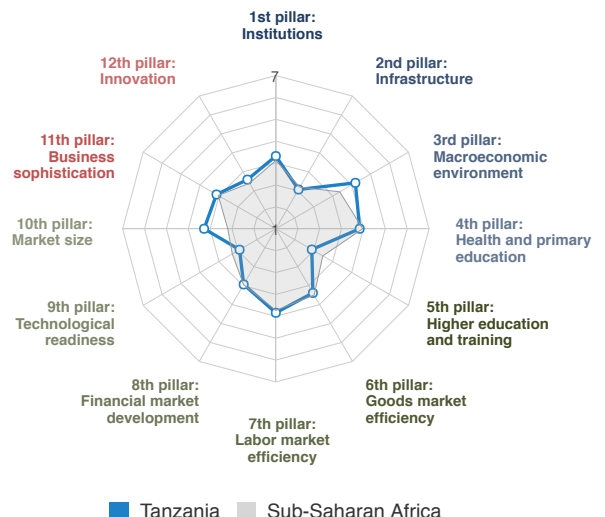 1st pillar:
Institutions
2nd pillar:
Infrastructure
3rd pillar:
Macroeconomic
environment
4th pillar:
Health and primary
education
5th pillar:
Higher education
and training
6th pillar:
Goods market
efficiency
7th pillar:
Labor market
efficiency
8th pillar:
Financial market
development
9th pillar:
Technological
readiness
10th pillar:
Market size
11th pillar:
Business
sophistication
12th pillar:
Innovation
7
1
Tanzania
Sub-Saharan Africa